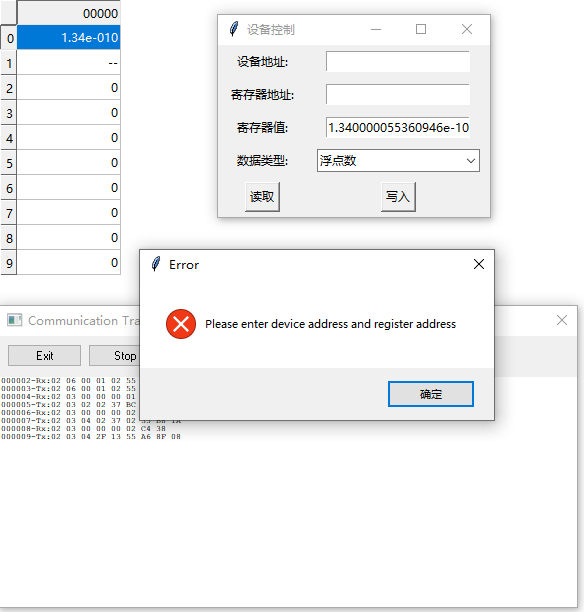 00000
0 1.34e-010
1 --
2 0
3 0
4 0
5 0
6 0
7 0
8 0
9 0
设备控制
设备地址:
寄存器地址:
寄存器值: 1.340000055360946e-10
数据类型: 浮点数
读取 写入
Error
Please enter device address and register address
确定
Communication Tra
Exit Stop
000002-Rx:02 06 00 01 02 55
000003-Tx:02 06 00 01 02 55
000004-Rx:02 03 00 00 00 01
000005-Tx:02 03 02 02 37 BC
000006-Rx:02 03 00 00 00 02
000007-Tx:02 03 04 02 37 02
000008-Rx:02 03 00 00 00 02 C4 38
000009-Tx:02 03 04 2F 13 55 A6 8F 08